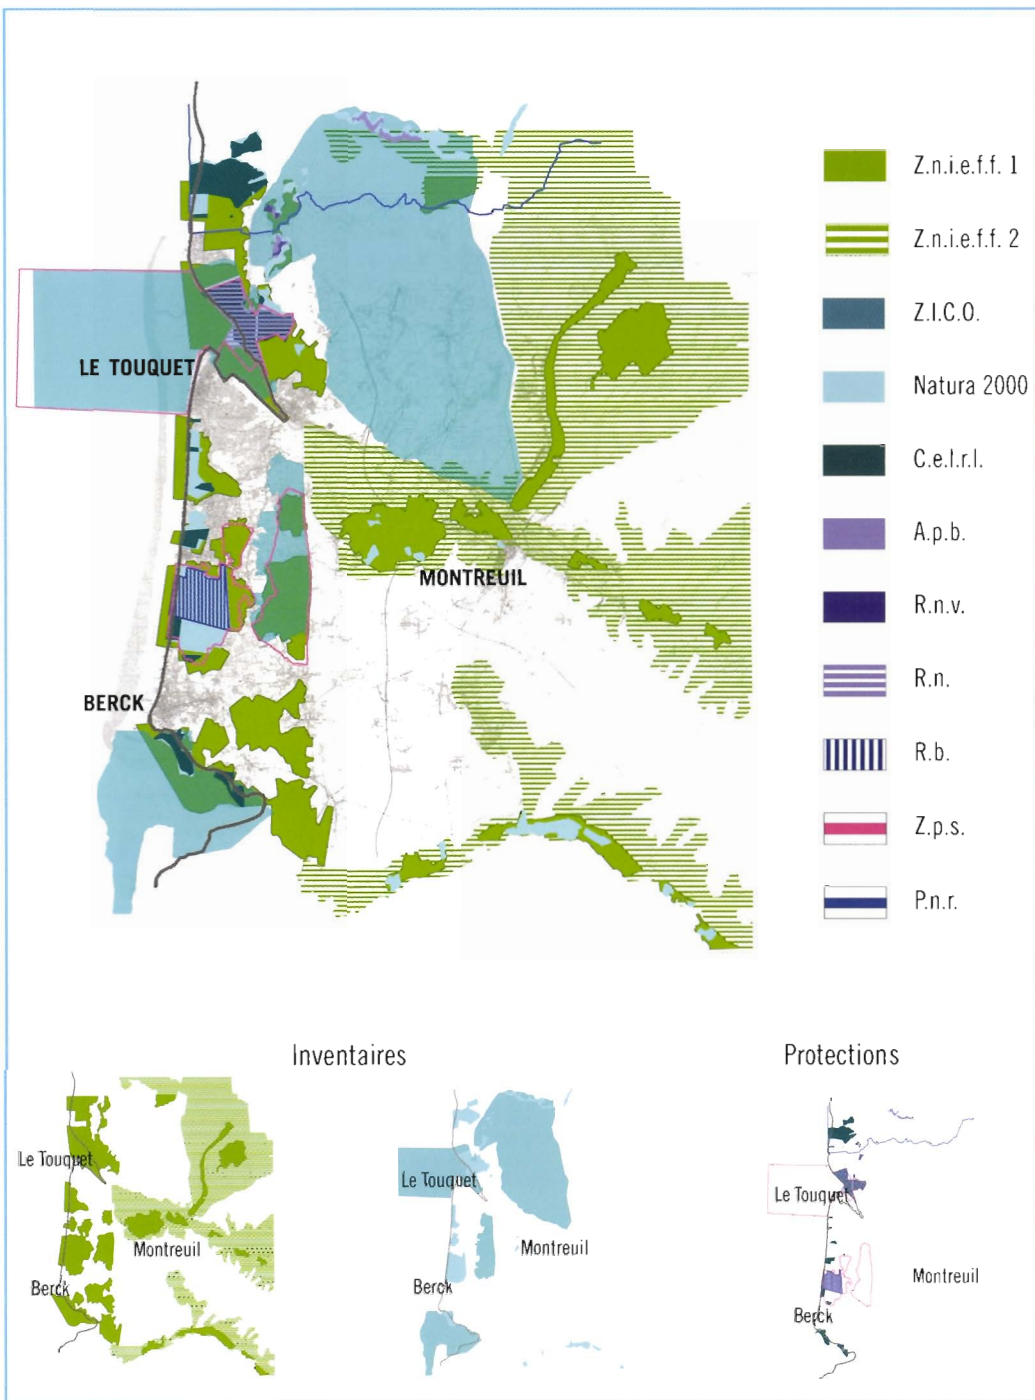 Z.n.i.e.f.f. 1
Z.n.i.e.f.f. 2
Z.I.C.O.
Natura 2000
C.e.l.r.l.
A.p.b.
R.n.v.
R.n.
R.b.
Z.p.s.
P.n.r.
LE TOUQUET
MONTREUIL
BERCK
Inventaires
Protections
Le Touquet
Montreuil
Berck
Le Touquet
Montreuil
Berck
Le Touquet
Montreuil
Berck